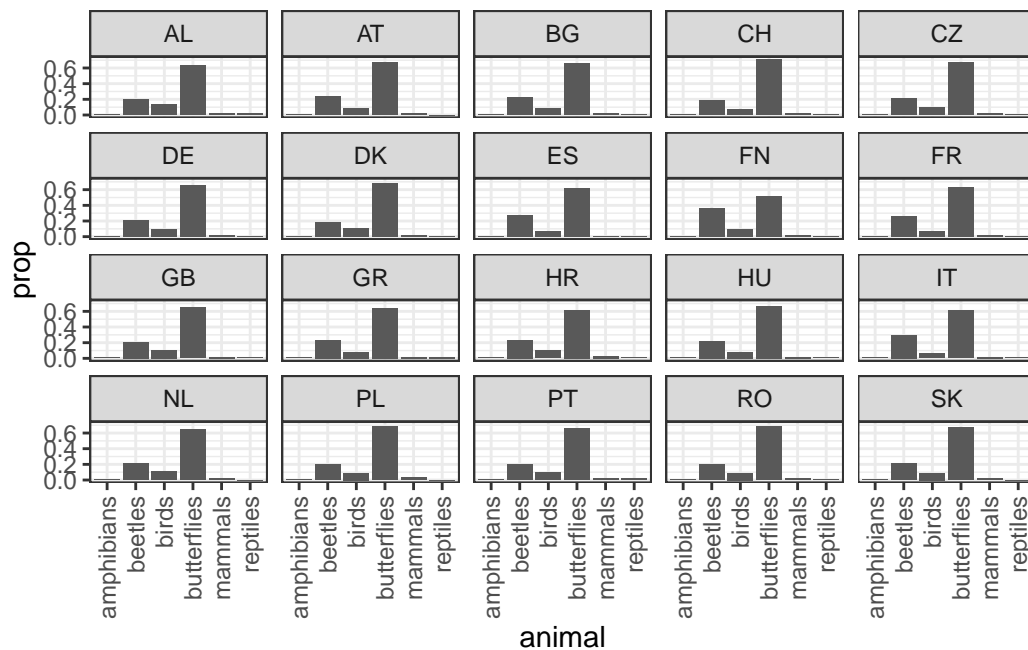 AL AT BG CH CZ
0.6
0.4
0.2
0.0
DE DK ES FN FR
0.6
0.4
0.2
0.0
GB GR HR HU IT
0.6
0.4
0.2
0.0
NL PL PT RO SK
0.6
0.4
0.2
0.0
prop
amphibians beetles birds butterflies mammals reptiles amphibians beetles birds butterflies mammals reptiles amphibians beetles birds butterflies mammals reptiles amphibians beetles birds butterflies mammals reptiles amphibians beetles birds butterflies mammals reptiles
animal